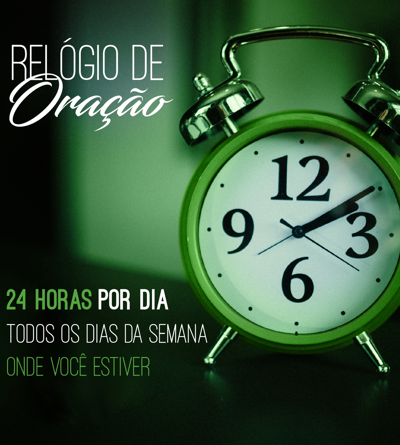 RELÓGIO DE
Oração
12
9
3
6
24 HORAS POR DIA
TODOS OS DIAS DA SEMANA
ONDE VOCÊ ESTIVER